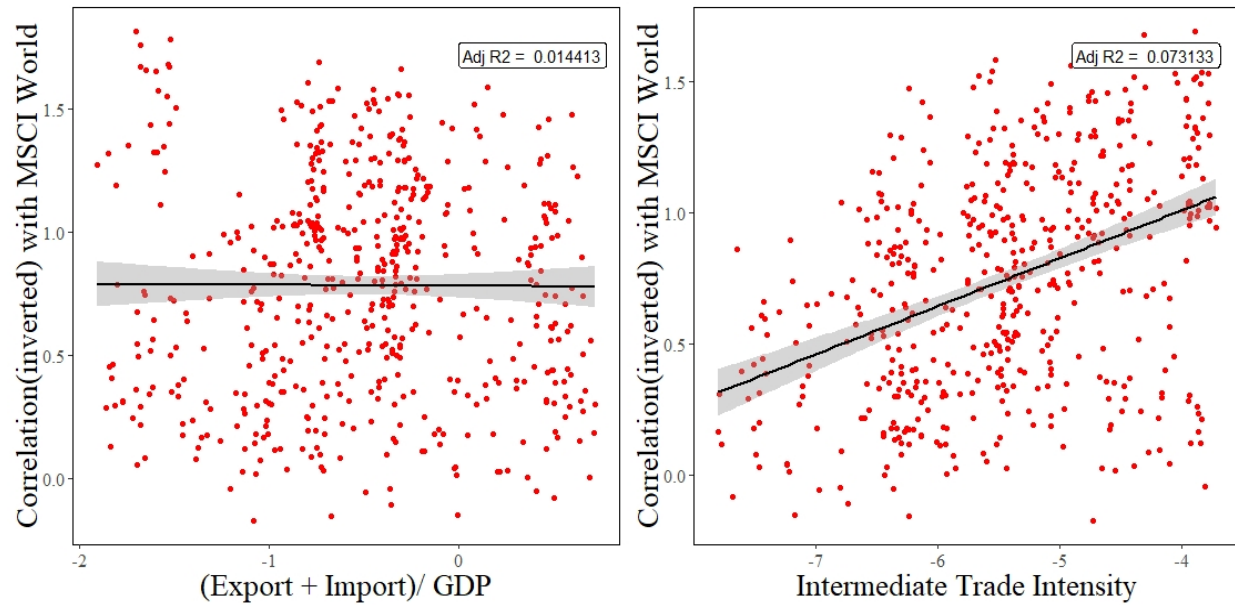 Correlation(inverted) with MSCI World
1.5
1.0
0.5
0.0
Adj R2 = 0.014413
-2
-1
0
(Export + Import)/ GDP
Correlation(inverted) with MSCI World
1.5
1.0
0.5
0.0
Adj R2 = 0.073133
-7
-6
-5
-4
Intermediate Trade Intensity